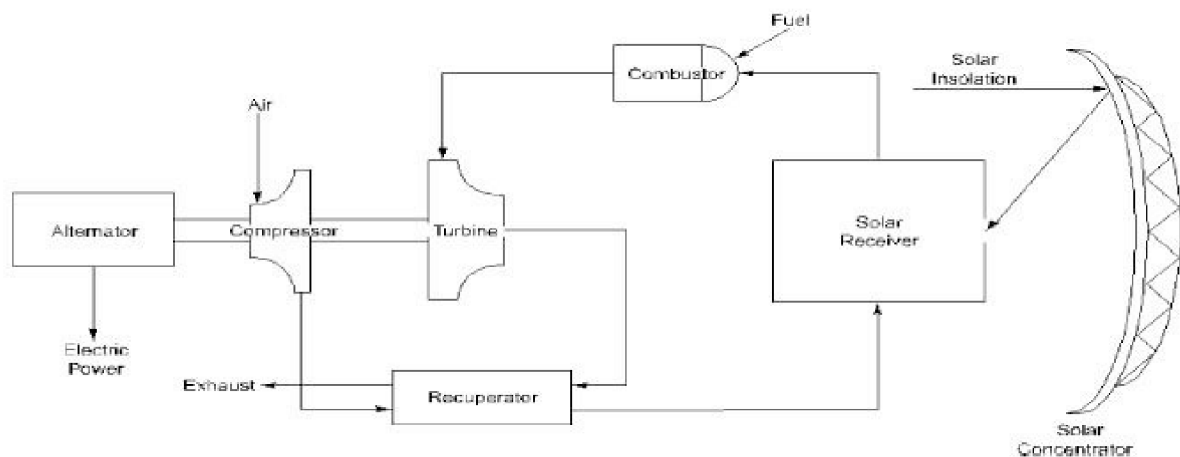 Fuel
Combustor
Solar
Insolation
Air
Alternator
Compressor
Turbine
Solar
Receiver
Electric
Power
Exhaust
Recuperator
Solar
Concentrator